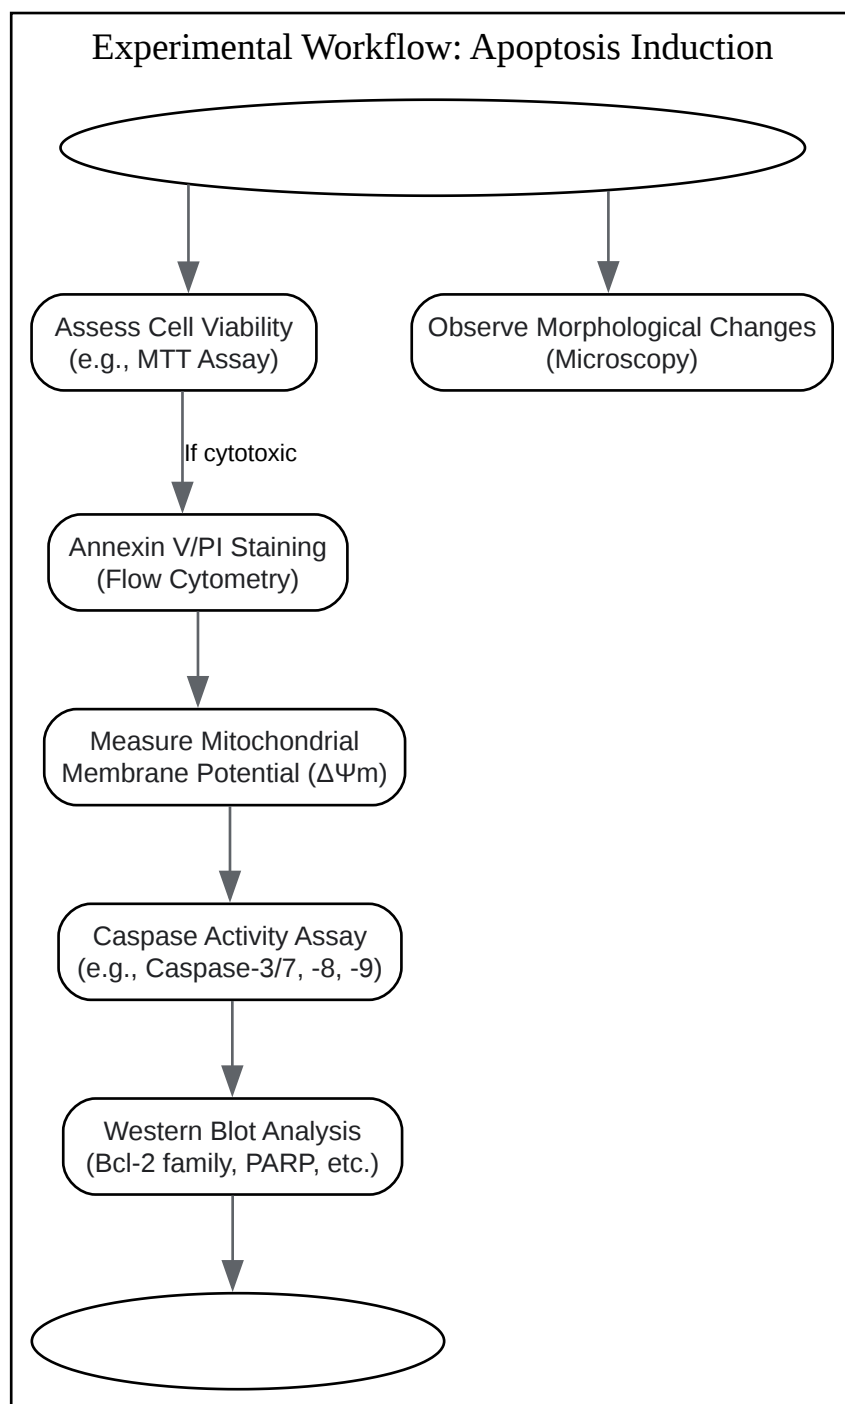 Experimental Workflow: Apoptosis Induction
Assess Cell Viability
(e.g., MTT Assay)
Observe Morphological Changes
(Microscopy)
If cytotoxic
Annexin V/PI Staining
(Flow Cytometry)
Measure Mitochondrial
Membrane Potential (ΔΨm)
Caspase Activity Assay
(e.g., Caspase-3/7, -8, -9)
Western Blot Analysis
(Bcl-2 family, PARP, etc.)